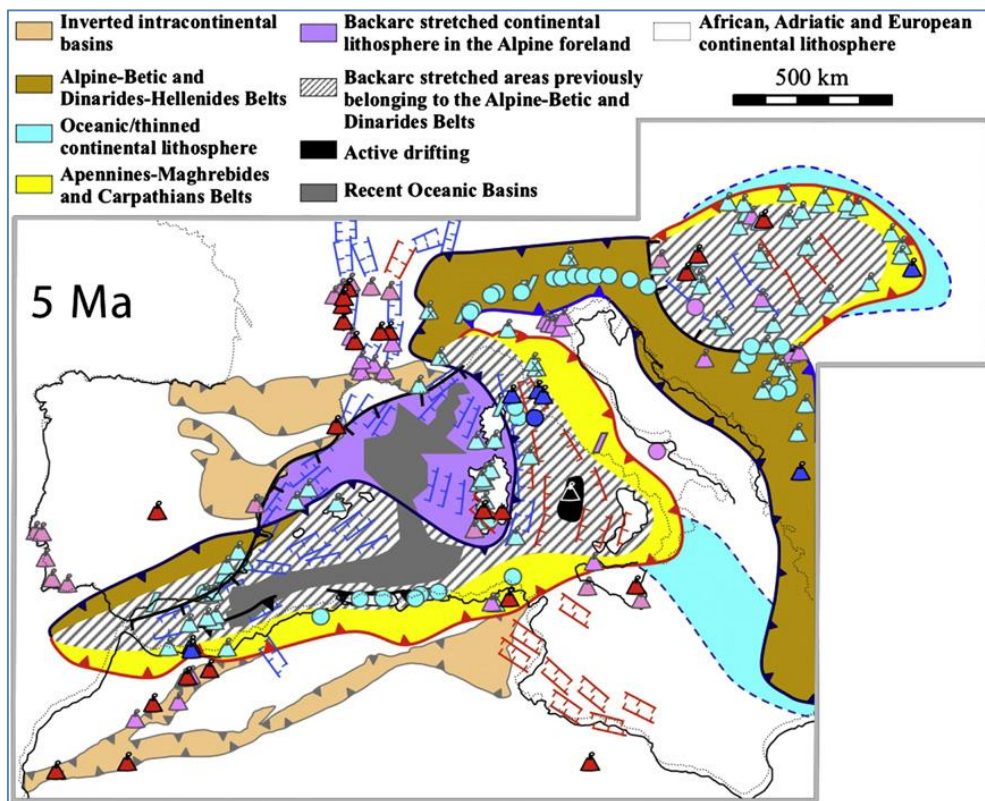 Inverted intracontinental
basins
Alpine-Betic and
Dinarides-Hellenides Belts
Oceanic/thinned
continental lithosphere
Apennines-Maghrebides
and Carpathians Belts
Backarc stretched continental
lithosphere in the Alpine foreland
Backarc stretched areas previously
belonging to the Alpine-Betic and
Dinarides Belts
Active drifting
Recent Oceanic Basins
African, Adriatic and European
continental lithosphere
500 km
5 Ma